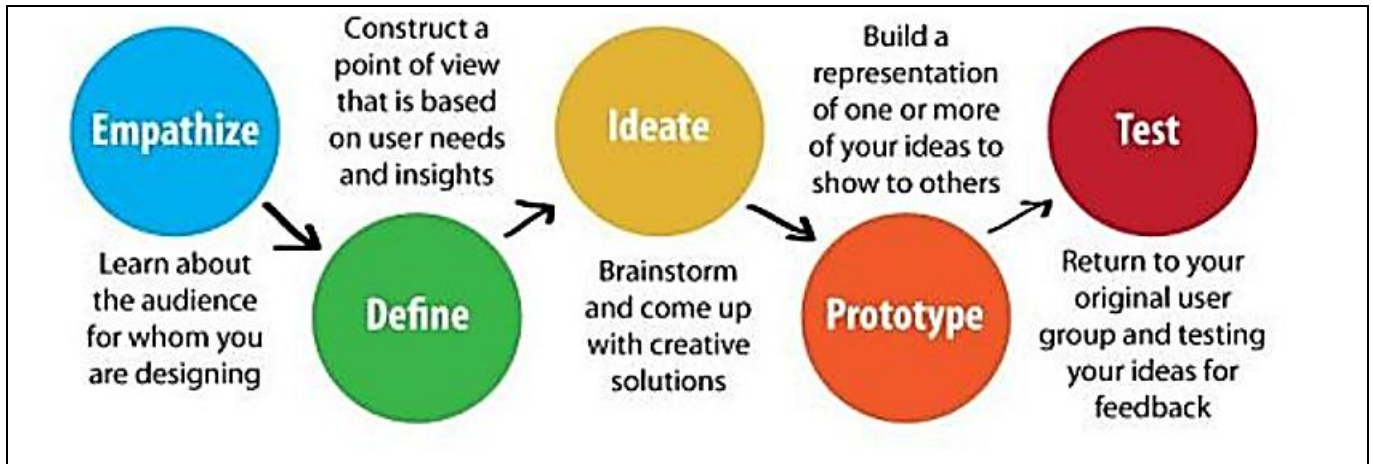 Empathize
Learn about
the audience
for whom you
are designing
Construct a
point of view
that is based
on user needs
and insights
Define
Ideate
Brainstorm
and come up
with creative
solutions
Build a
representation
of one or more
of your ideas to
show to others
Prototype
Test
Return to your
original user
group and testing
your ideas for
feedback